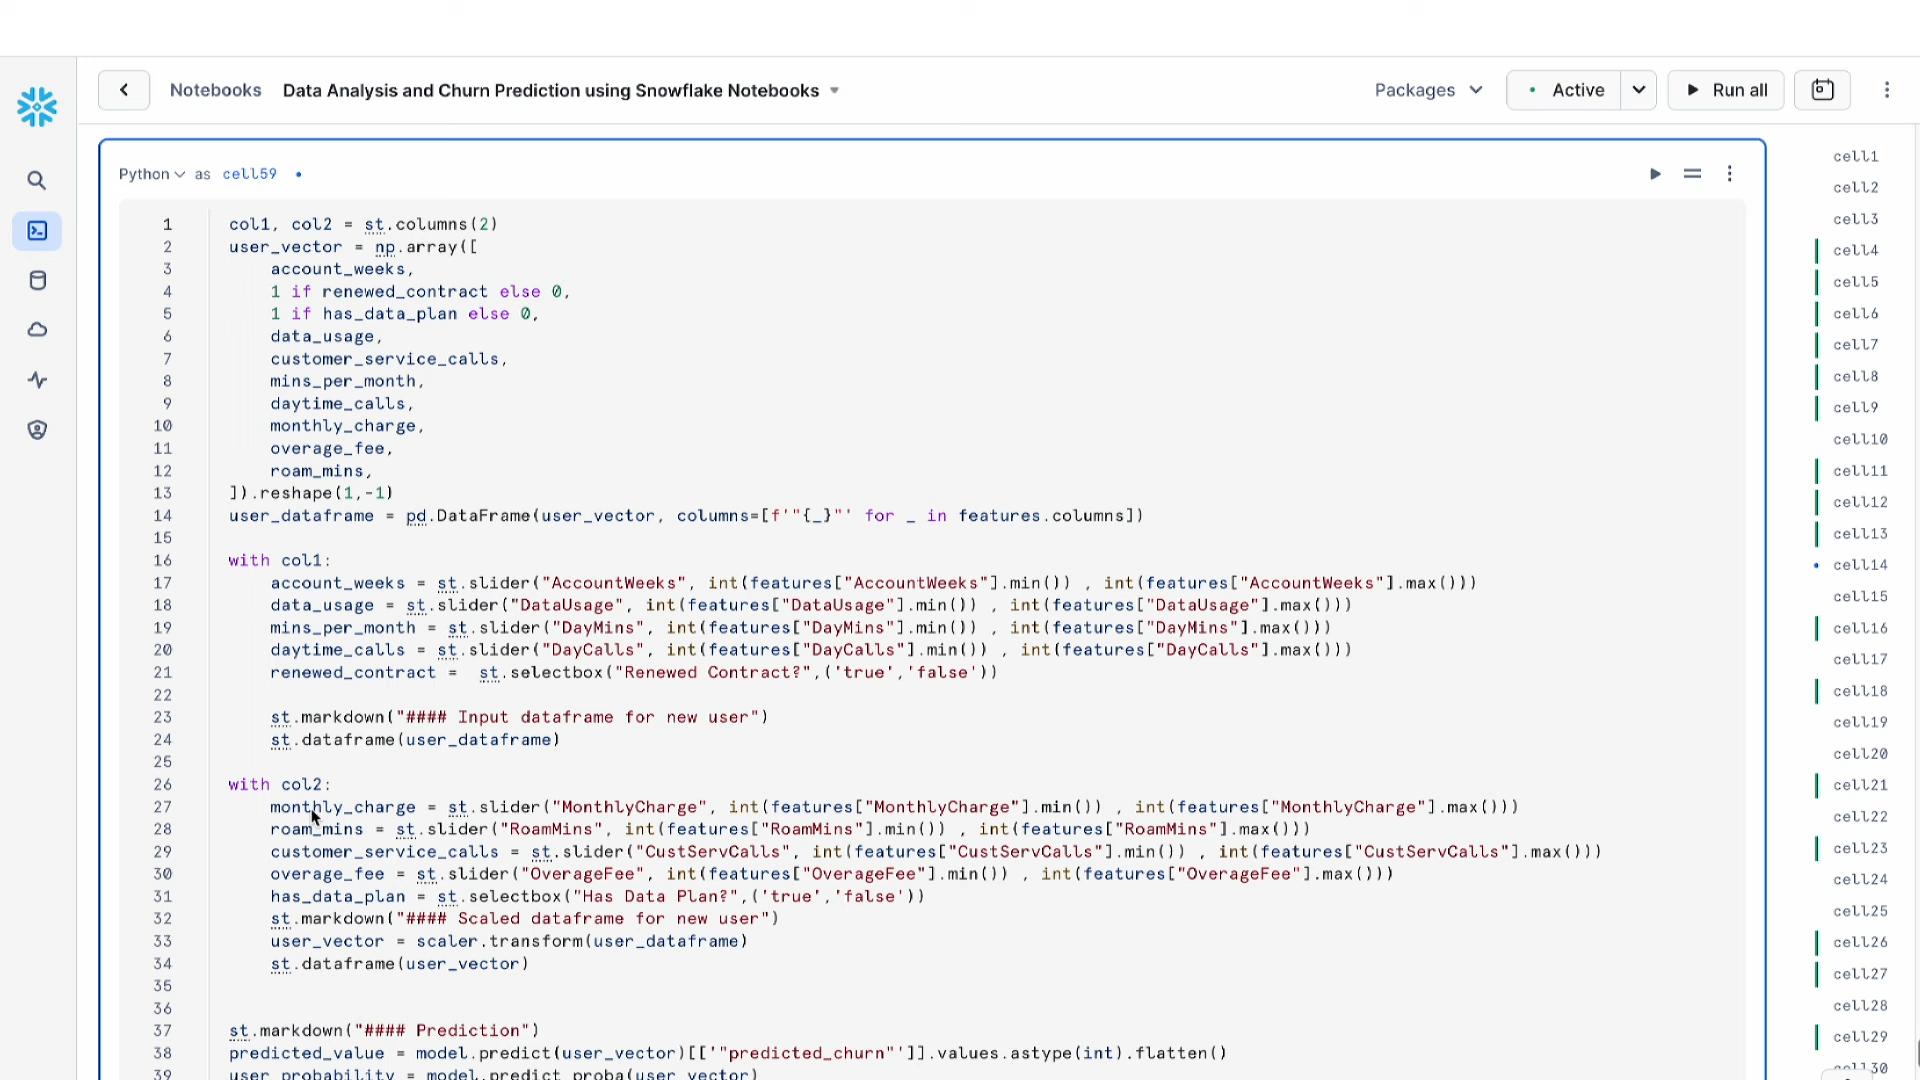 Notebooks Data Analysis and Churn Prediction using Snowflake Notebooks Packages Active Run all
Python as cell59
1 col1, col2 = st.columns(2)
2 user_vector = np.array([
3 account_weeks,
4 1 if renewed_contract else 0,
5 1 if has_data_plan else 0,
6 data_usage,
7 customer_service_calls,
8 mins_per_month,
9 daytime_calls,
10 monthly_charge,
11 overage_fee,
12 roam_mins,
13 ]).reshape(1,-1)
14 user_dataframe = pd.DataFrame(user_vector, columns=[f'"{_}"' for _ in features.columns])
15
16 with col1:
17 account_weeks = st.slider("AccountWeeks", int(features["AccountWeeks"].min()) , int(features["AccountWeeks"].max()))
18 data_usage = st.slider("DataUsage", int(features["DataUsage"].min()) , int(features["DataUsage"].max()))
19 mins_per_month = st.slider("DayMins", int(features["DayMins"].min()) , int(features["DayMins"].max()))
20 daytime_calls = st.slider("DayCalls", int(features["DayCalls"].min()) , int(features["DayCalls"].max()))
21 renewed_contract = st.selectbox("Renewed Contract?",('true','false'))
22
23 st.markdown("#### Input dataframe for new user")
24 st.dataframe(user_dataframe)
25
26 with col2:
27 monthly_charge = st.slider("MonthlyCharge", int(features["MonthlyCharge"].min()) , int(features["MonthlyCharge"].max()))
28 roam_mins = st.slider("RoamMins", int(features["RoamMins"].min()) , int(features["RoamMins"].max()))
29 customer_service_calls = st.slider("CustServCalls", int(features["CustServCalls"].min()) , int(features["CustServCalls"].max()))
30 overage_fee = st.slider("OverageFee", int(features["OverageFee"].min()) , int(features["OverageFee"].max()))
31 has_data_plan = st.selectbox("Has Data Plan?",('true','false'))
32 st.markdown("#### Scaled dataframe for new user")
33 user_vector = scaler.transform(user_dataframe)
34 st.dataframe(user_vector)
35
36
37 st.markdown("#### Prediction")
38 predicted_value = model.predict(user_vector)[['"predicted_churn"']].values.astype(int).flatten()
39 user_probability = model.predict_proba(user_vector)
cell1
cell2
cell3
cell4
cell5
cell6
cell7
cell8
cell9
cell10
cell11
cell12
cell13
cell14
cell15
cell16
cell17
cell18
cell19
cell20
cell21
cell22
cell23
cell24
cell25
cell26
cell27
cell28
cell29